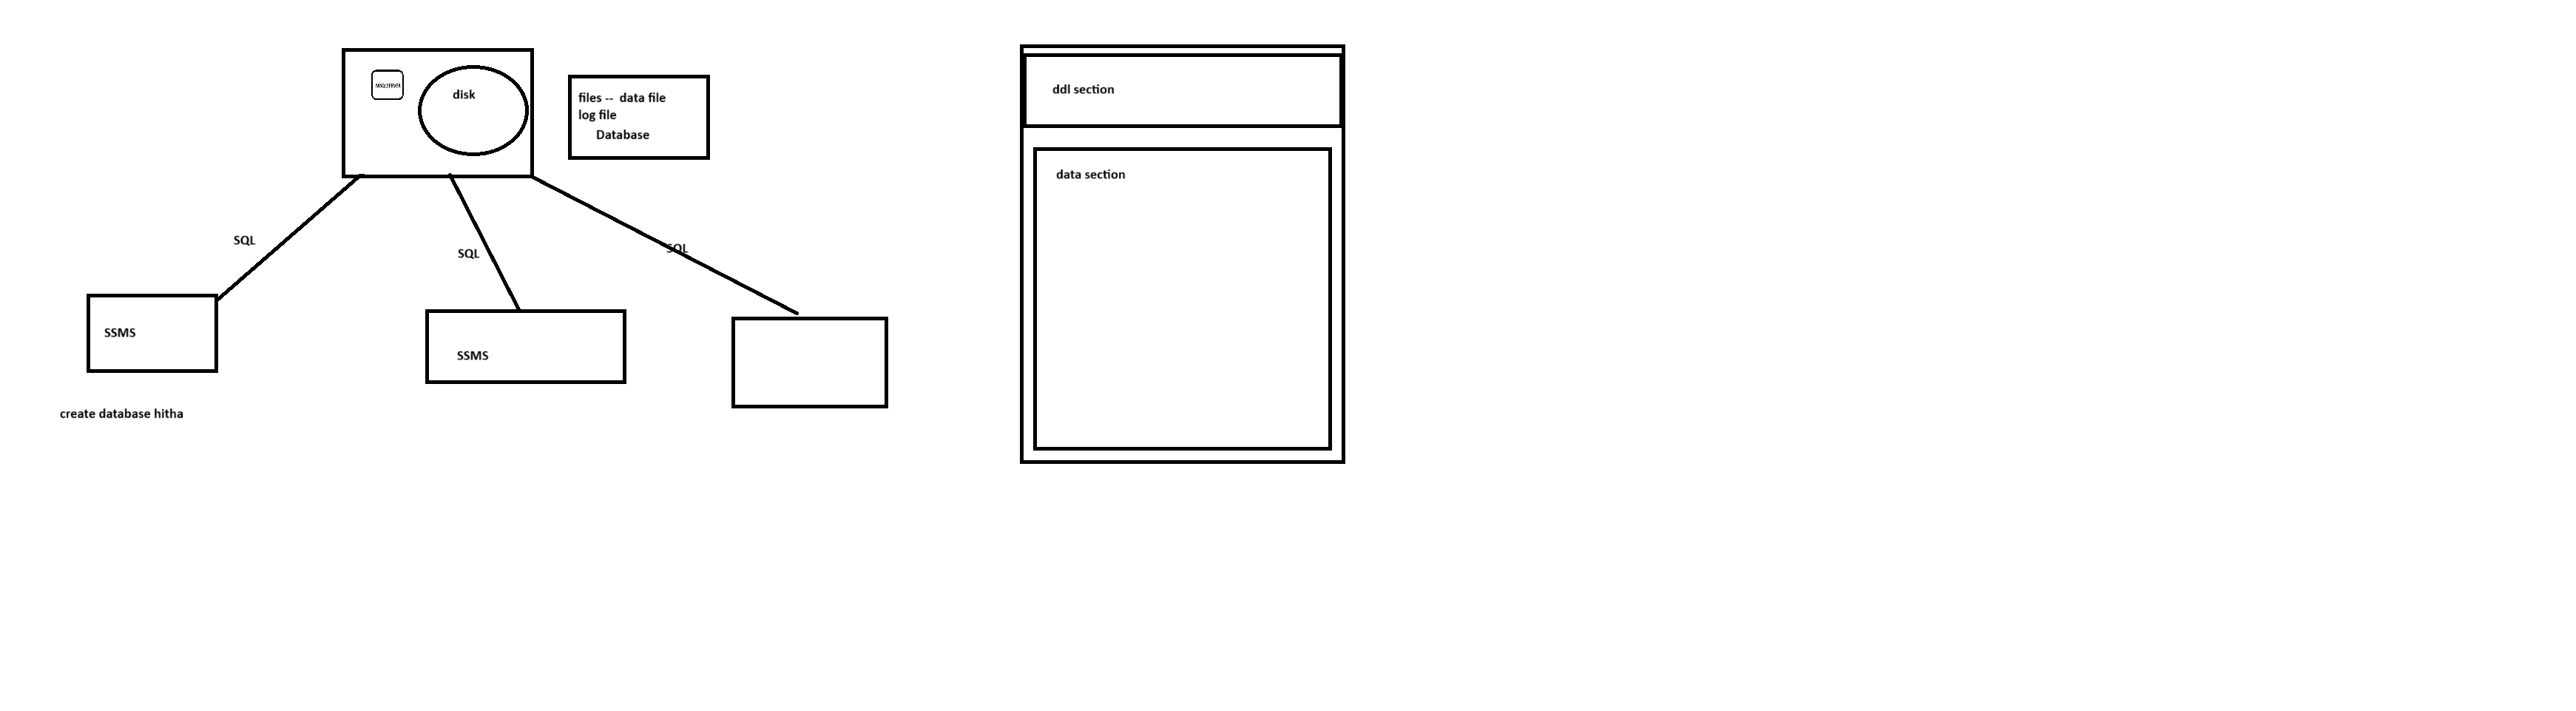 disk
files -- data file
log file
Database
SQL
SQL
SQL
SSMS
SSMS
create database hitha
ddl section
data section